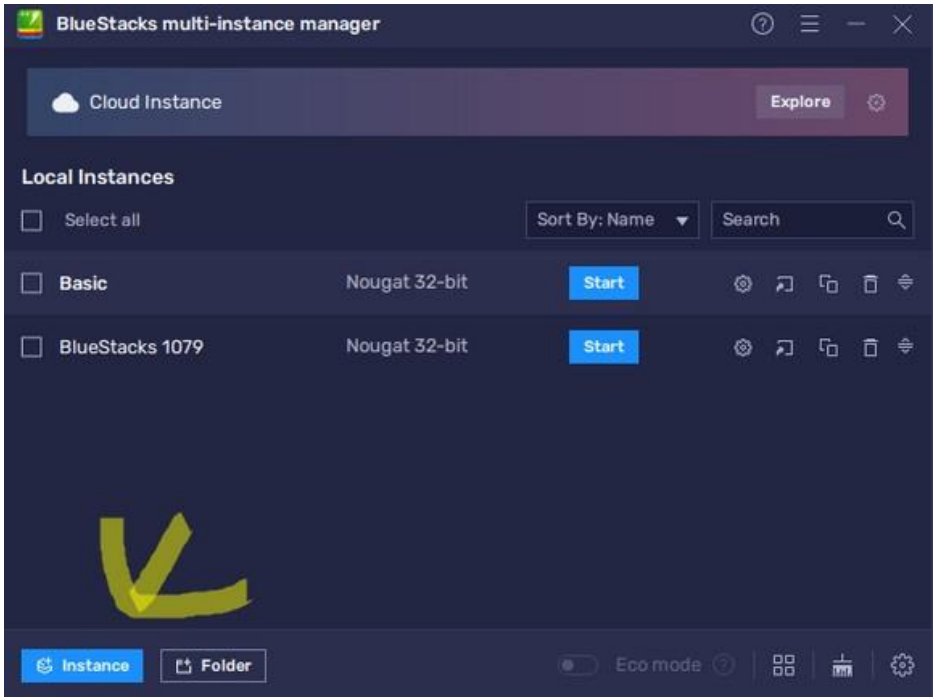 BlueStacks multi-instance manager
Cloud Instance Explore
Local Instances
Select all Sort By: Name Search
Basic Nougat 32-bit Start
BlueStacks 1079 Nougat 32-bit Start
Instance Folder Eco mode